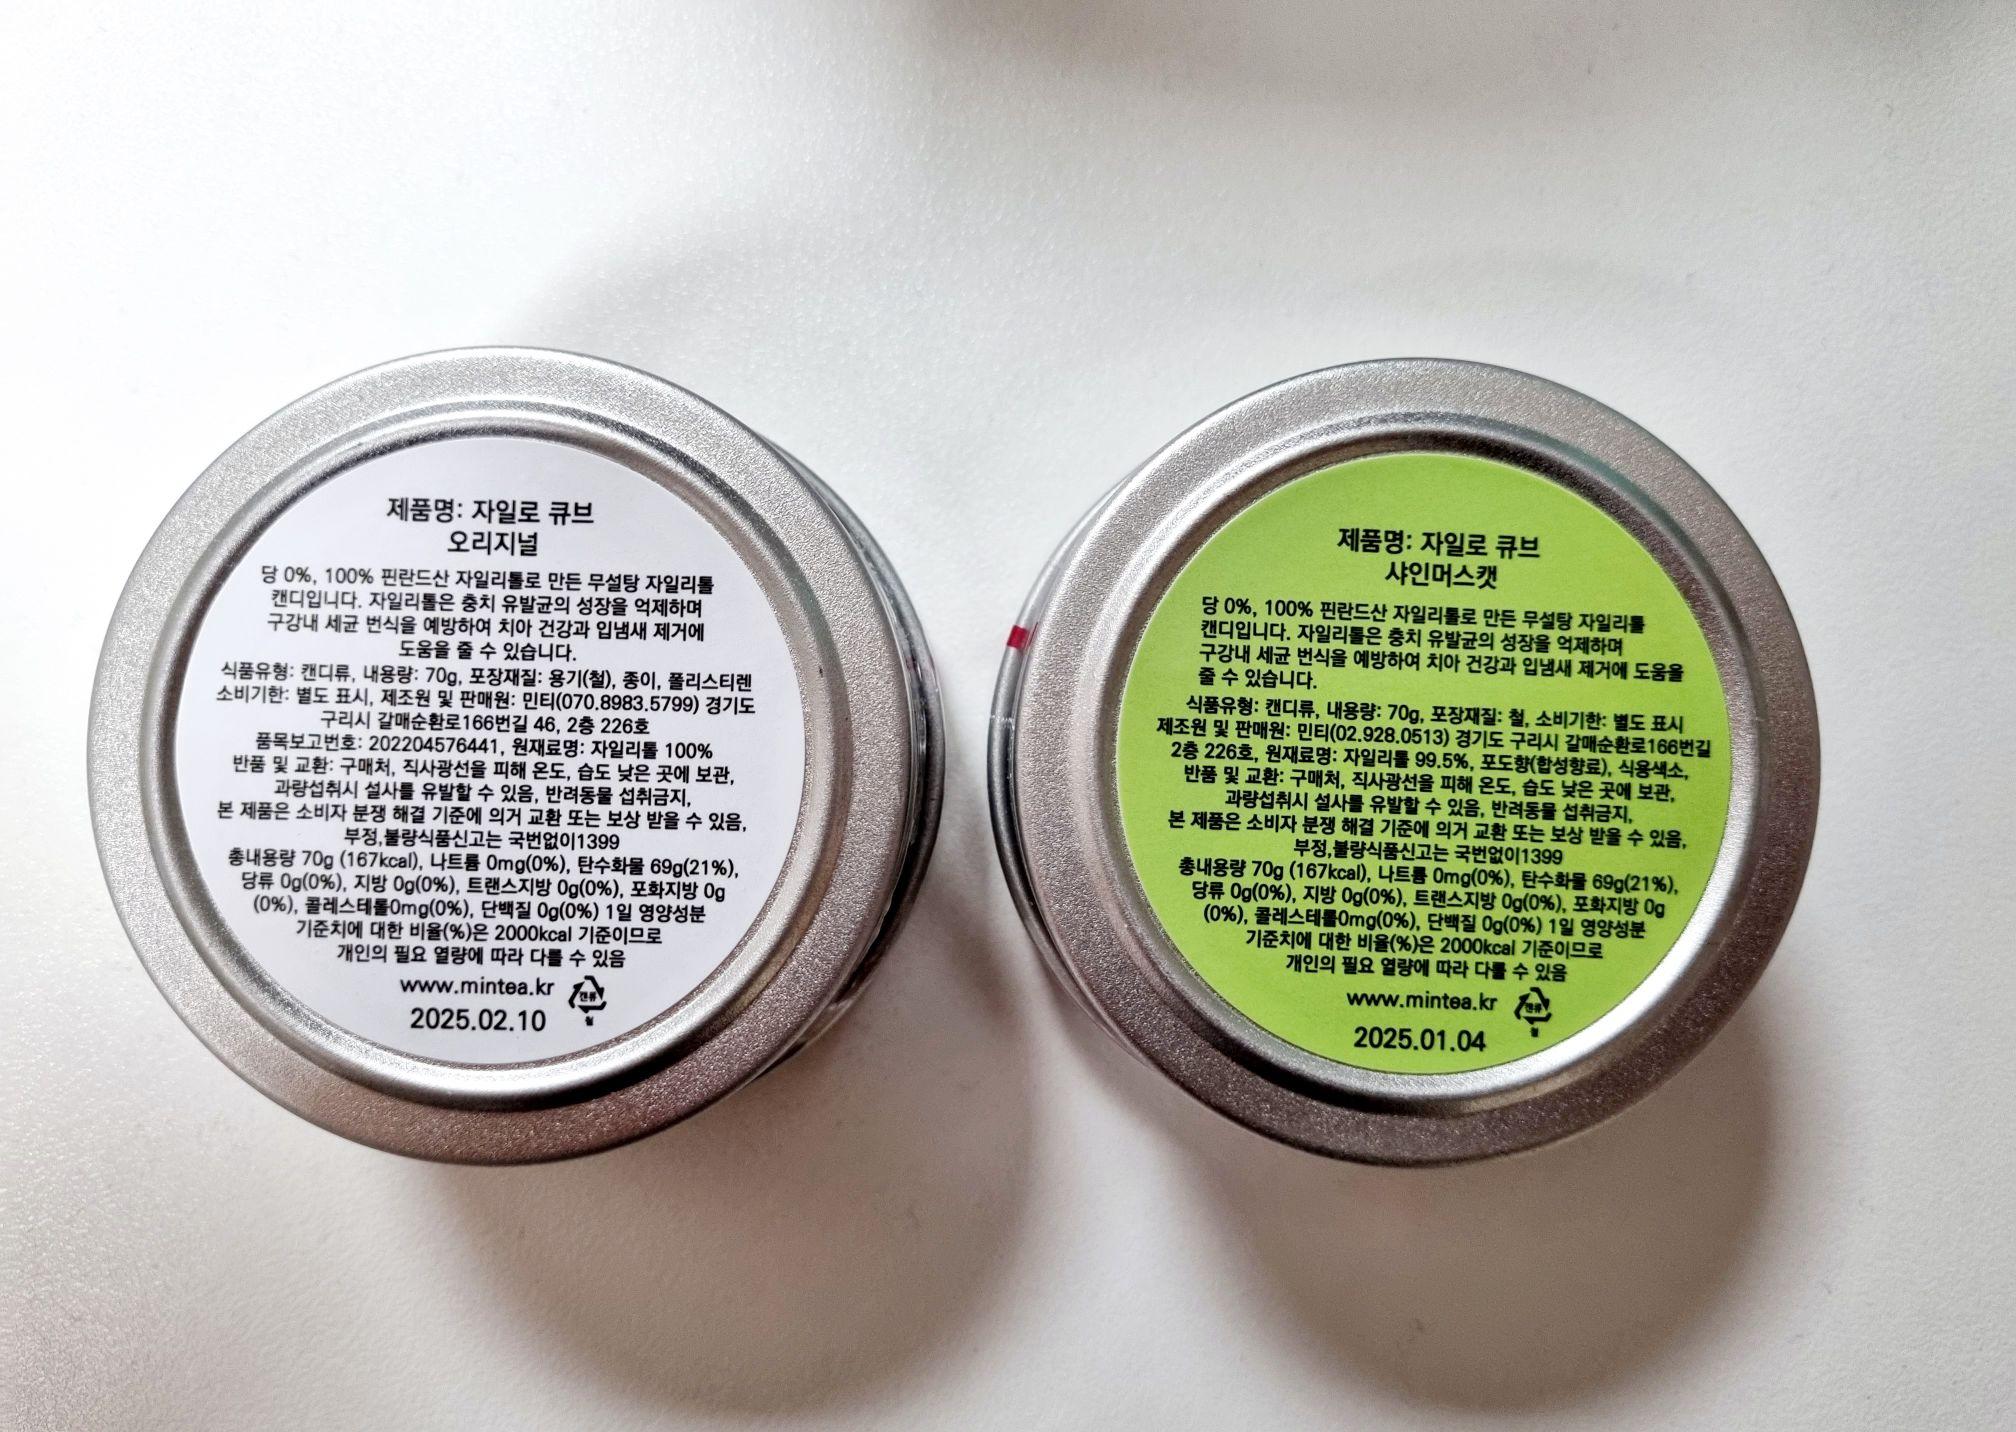 제품명: 자일로 큐브
오리지널
당 0%, 100% 핀란드산 자일리톨로 만든 무설탕 자일리톨
캔디입니다. 자일리톨은 충치 유발균의 성장을 억제하며
구강내 세균 번식을 예방하여 치아 건강과 입냄새 제거에
도움을 줄 수 있습니다.
식품유형: 캔디류, 내용량: 70g, 포장재질: 용기(철), 종이, 폴리스티렌
소비기한: 별도 표시, 제조원 및 판매원: 민티(070.8983.5799) 경기도
구리시 갈매순환로166번길 46, 2층 226호
품목보고번호: 202204576441, 원재료명: 자일리톨 100%
반품 및 교환: 구매처, 직사광선을 피해 온도, 습도 낮은 곳에 보관,
과량섭취시 설사를 유발할 수 있음, 반려동물 섭취금지,
본 제품은 소비자 분쟁 해결 기준에 의거 교환 또는 보상 받을 수 있음,
부정,불량식품신고는 국번없이1399
총내용량 70g (167kcal), 나트륨 0mg(0%), 탄수화물 69g(21%),
당류 0g(0%), 지방 0g(0%), 트랜스지방 0g(0%), 포화지방 0g
(0%), 콜레스테롤0mg(0%), 단백질 0g(0%) 1일 영양성분
기준치에 대한 비율(%)은 2000kcal 기준이므로
개인의 필요 열량에 따라 다를 수 있음
www.mintea.kr
캔류
철
2025.02.10
제품명: 자일로 큐브
샤인머스캣
당 0%, 100% 핀란드산 자일리톨로 만든 무설탕 자일리톨
캔디입니다. 자일리톨은 충치 유발균의 성장을 억제하며
구강내 세균 번식을 예방하여 치아 건강과 입냄새 제거에 도움을
줄 수 있습니다.
식품유형: 캔디류, 내용량: 70g, 포장재질: 철, 소비기한: 별도 표시
제조원 및 판매원: 민티(02.928.0513) 경기도 구리시 갈매순환로166번길
2층 226호, 원재료명: 자일리톨 99.5%, 포도향(합성향료), 식용색소,
반품 및 교환: 구매처, 직사광선을 피해 온도, 습도 낮은 곳에 보관,
과량섭취시 설사를 유발할 수 있음, 반려동물 섭취금지,
본 제품은 소비자 분쟁 해결 기준에 의거 교환 또는 보상 받을 수 있음,
부정,불량식품신고는 국번없이1399
총내용량 70g (167kcal), 나트륨 0mg(0%), 탄수화물 69g(21%),
당류 0g(0%), 지방 0g(0%), 트랜스지방 0g(0%), 포화지방 0g
(0%), 콜레스테롤0mg(0%), 단백질 0g(0%) 1일 영양성분
기준치에 대한 비율(%)은 2000kcal 기준이므로
개인의 필요 열량에 따라 다를 수 있음
www.mintea.kr
캔류
철
2025.01.04